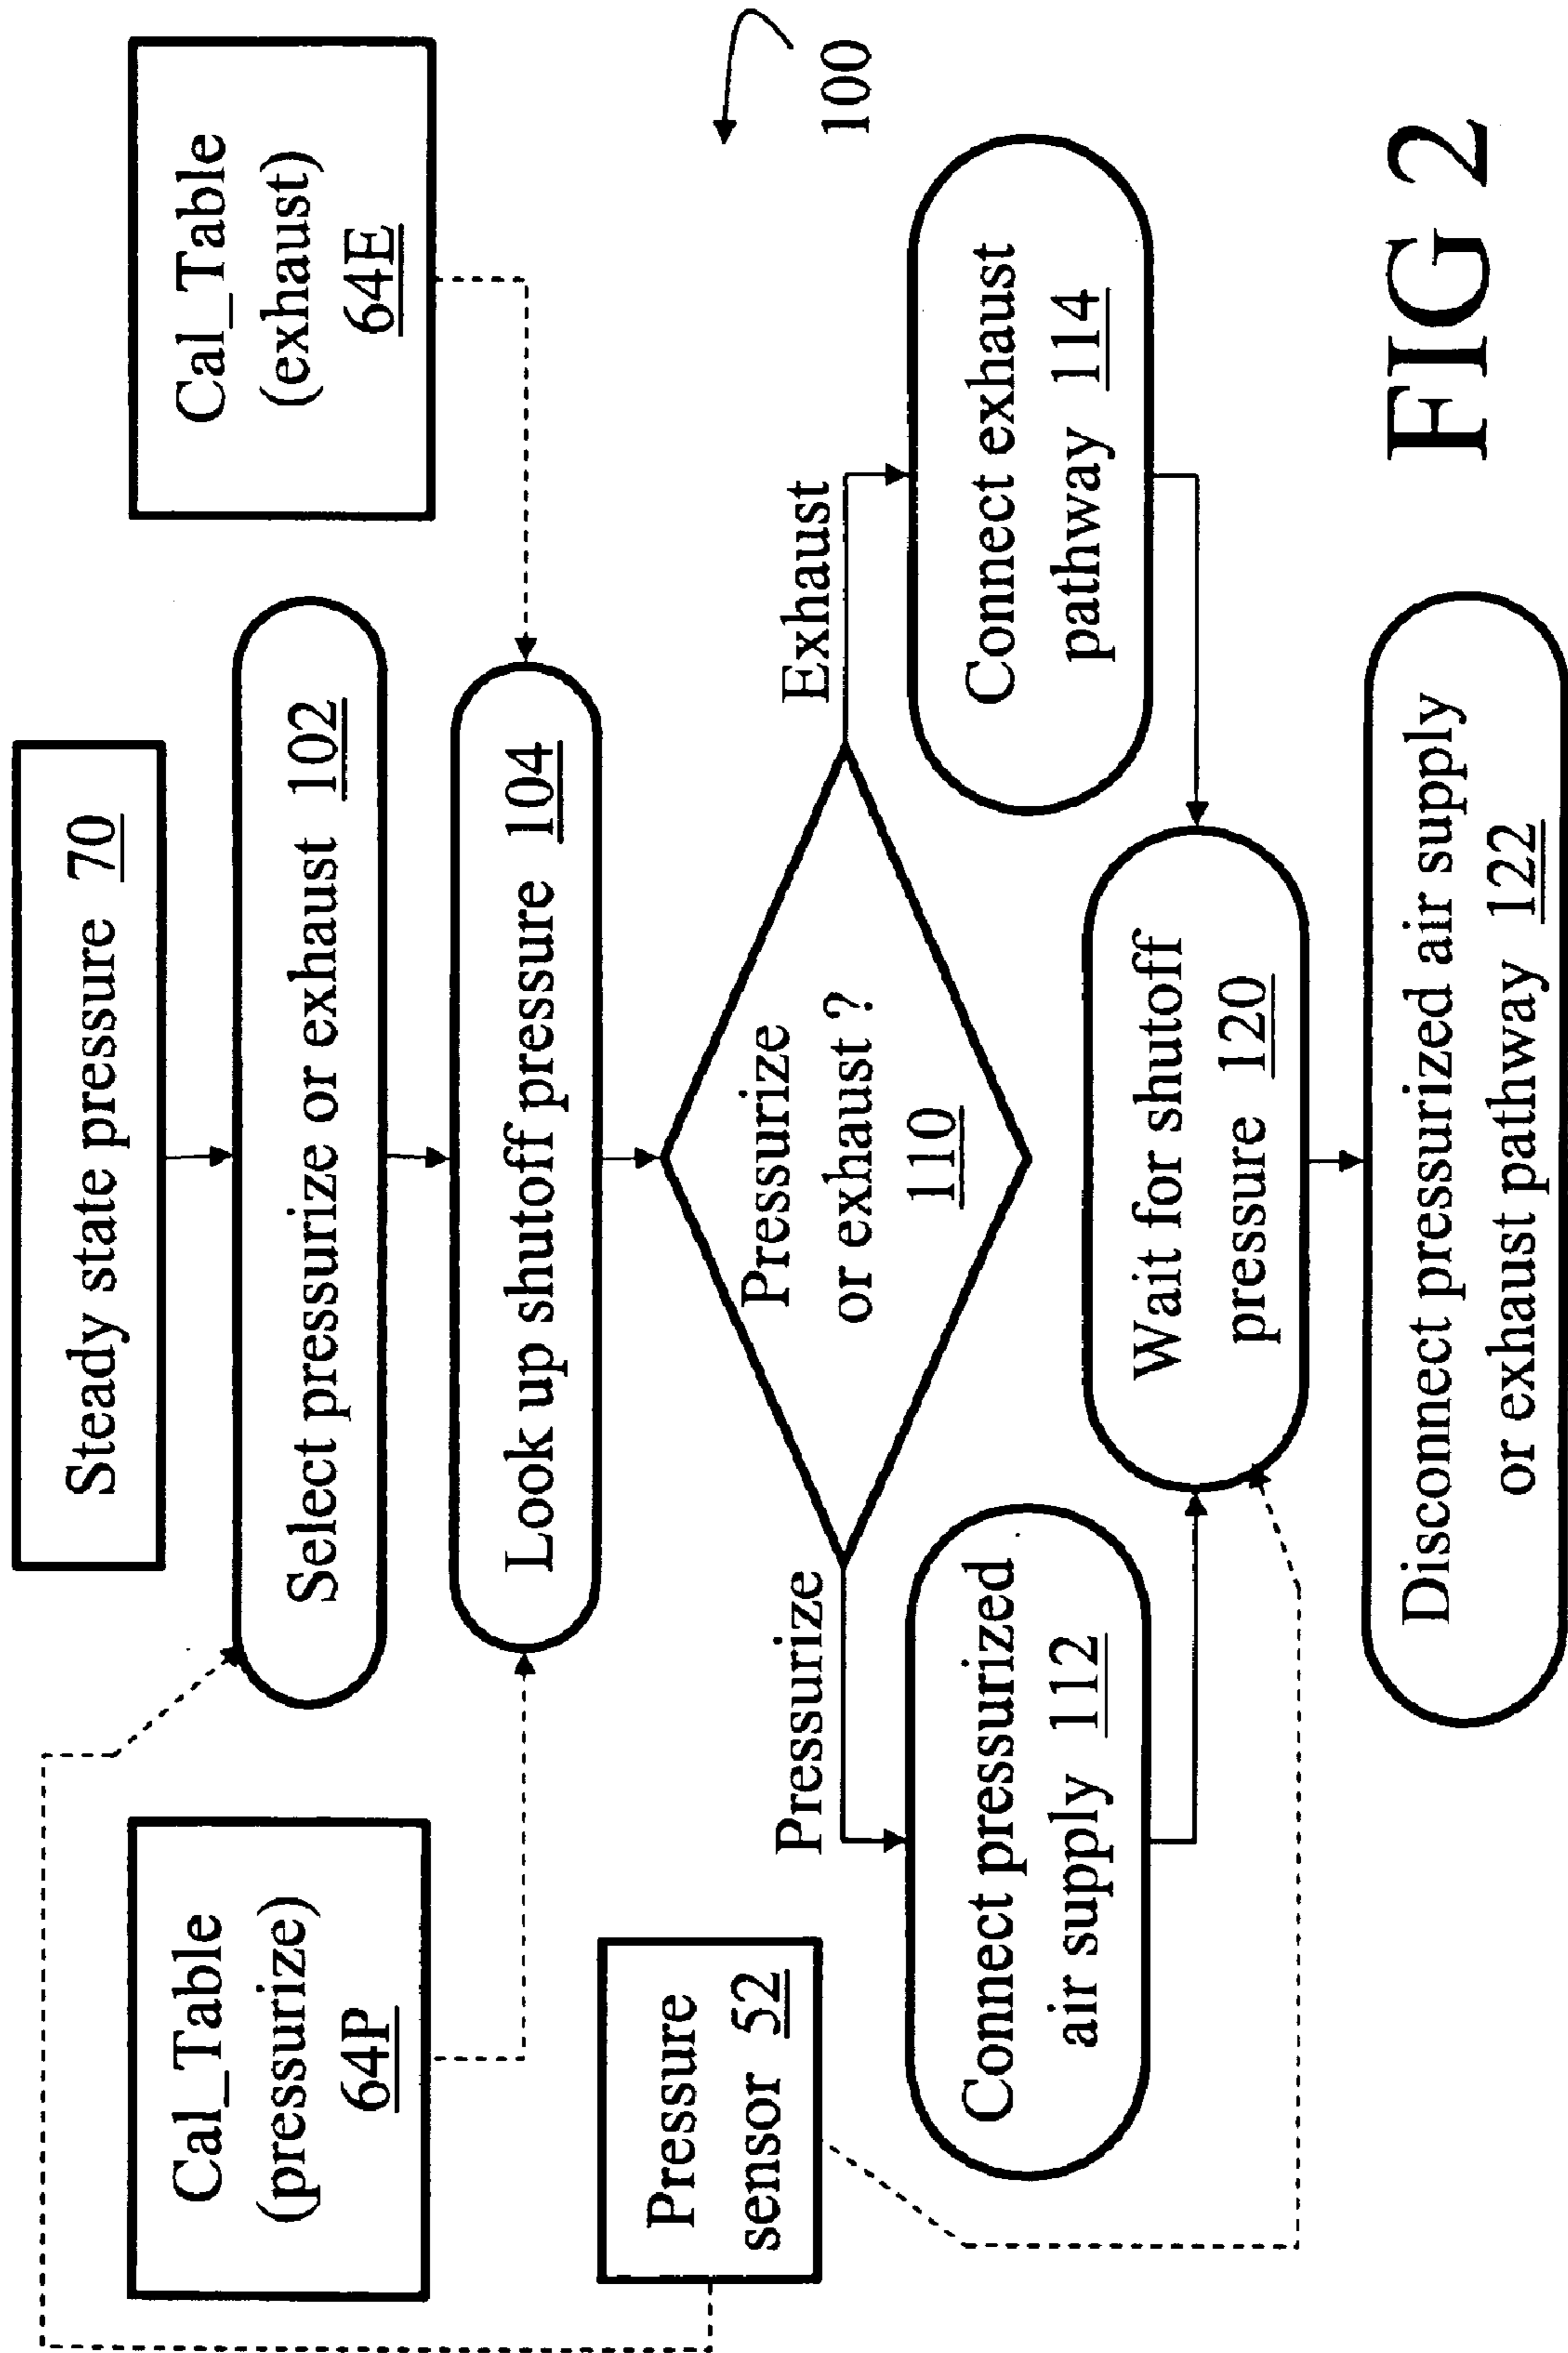 Steady state pressure 70
Cal_Table
(pressurize)
64P
Select pressurize or exhaust 102
Cal_Table
(exhaust)
64E
Look up shutoff pressure 104
Pressure
sensor 52
Pressurize
or exhaust ?
110
Pressurize
Exhaust
100
Connect pressurized
air supply 112
Connect exhaust
pathway 114
Wait for shutoff
pressure 120
Disconnect pressurized air supply
or exhaust pathway 122
FIG 2